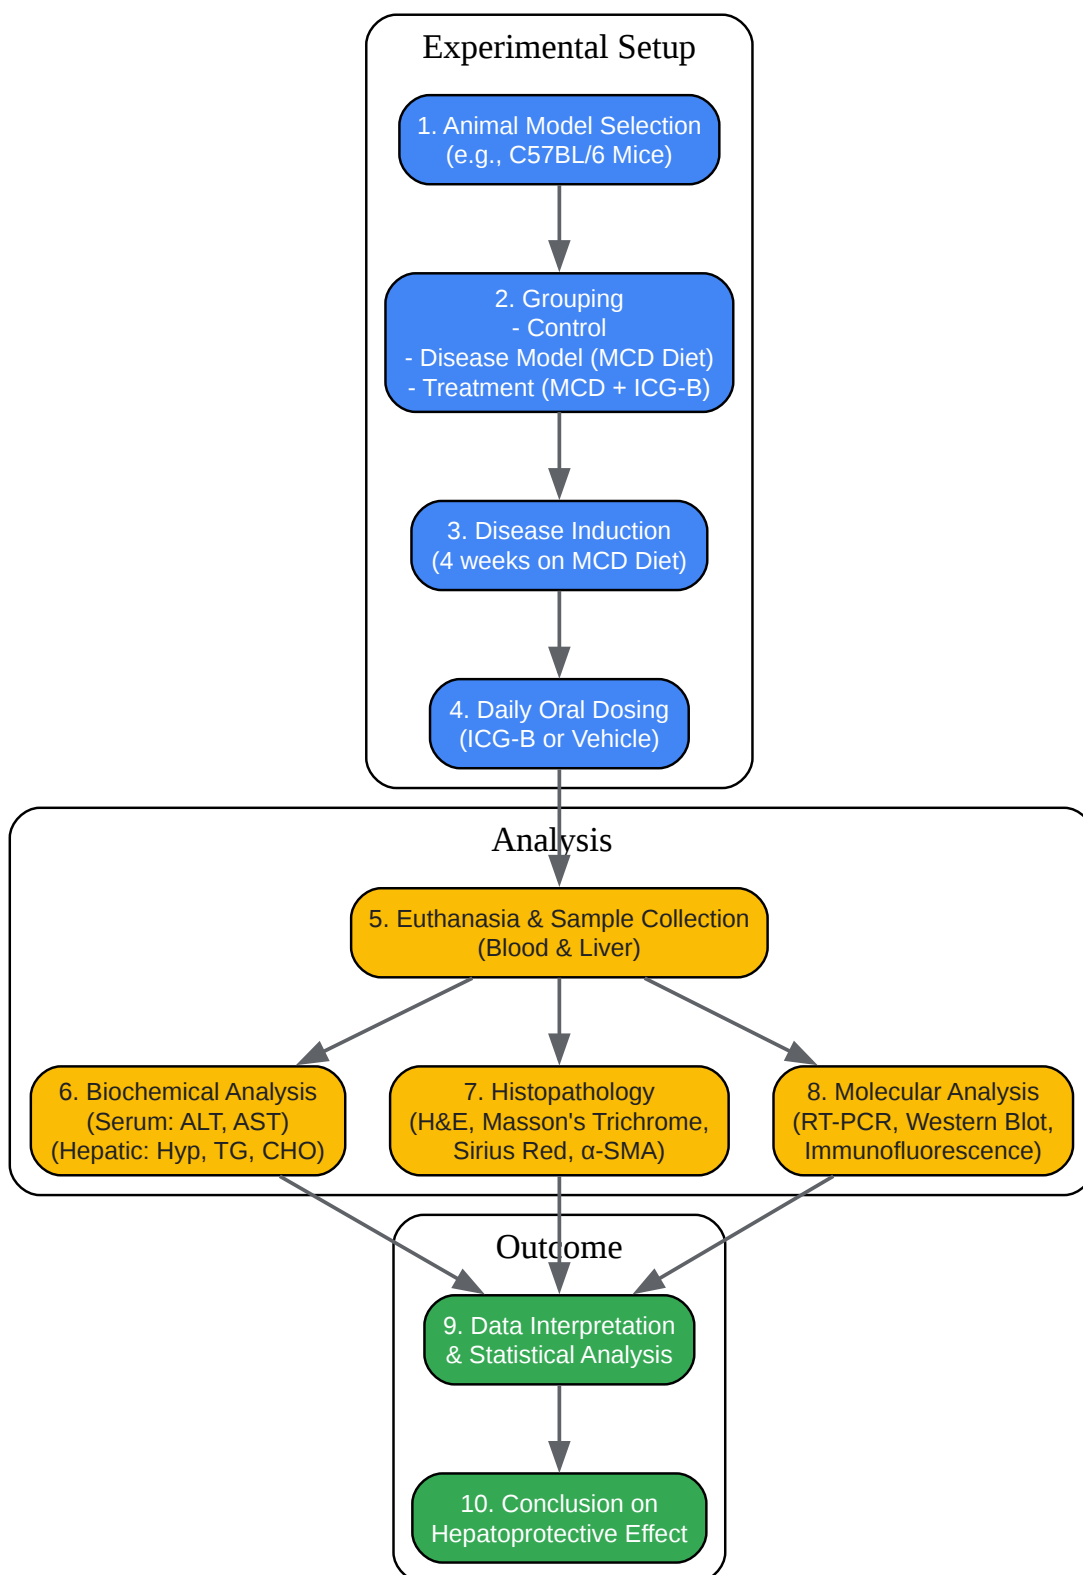 Experimental Setup
1. Animal Model Selection
(e.g., C57BL/6 Mice)
2. Grouping
- Control
- Disease Model (MCD Diet)
- Treatment (MCD + ICG-B)
3. Disease Induction
(4 weeks on MCD Diet)
4. Daily Oral Dosing
(ICG-B or Vehicle)
Analysis
5. Euthanasia & Sample Collection
(Blood & Liver)
6. Biochemical Analysis
(Serum: ALT, AST)
(Hepatic: Hyp, TG, CHO)
7. Histopathology
(H&E, Masson's Trichrome,
Sirius Red, α-SMA)
8. Molecular Analysis
(RT-PCR, Western Blot,
Immunofluorescence)
Outcome
9. Data Interpretation
& Statistical Analysis
10. Conclusion on
Hepatoprotective Effect